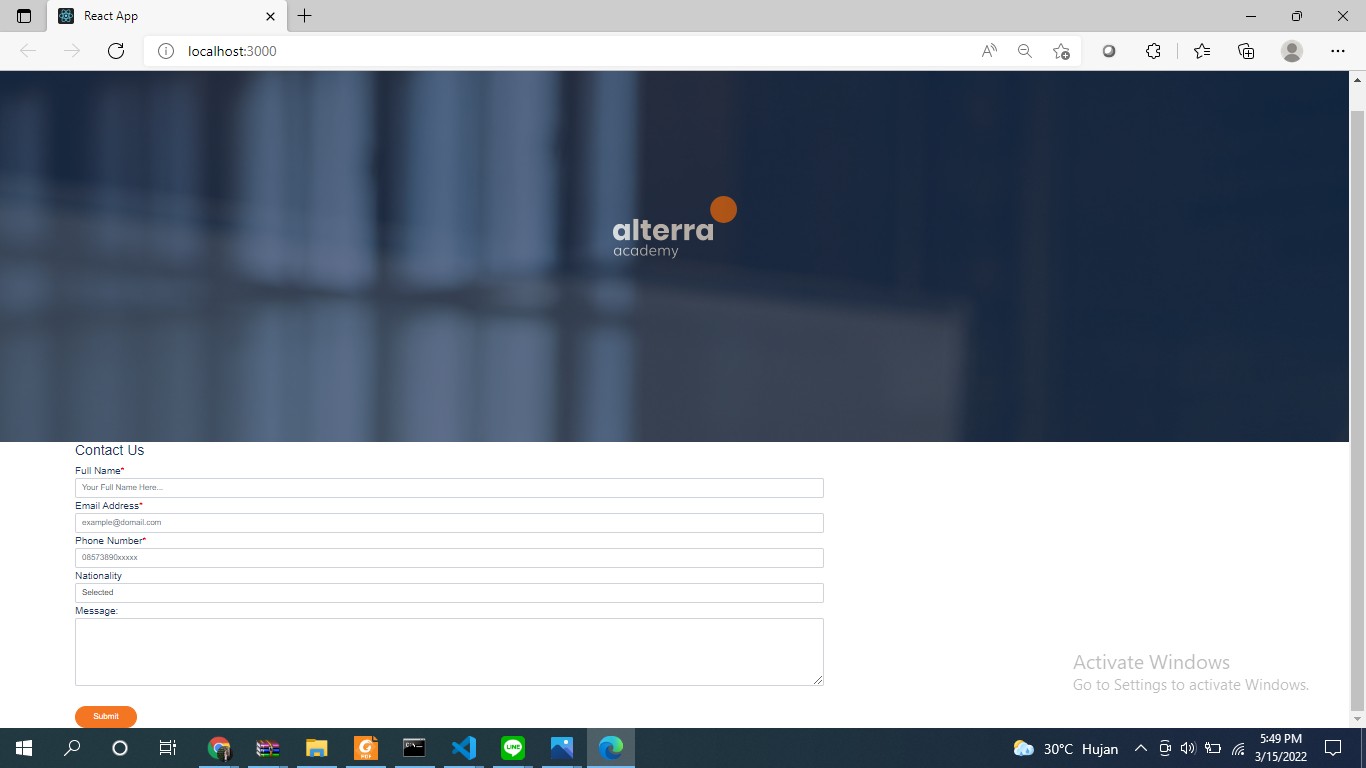 React App
localhost:3000
alterra
academy
Contact Us
Full Name*
Your Full Name Here...
Email Address*
example@domail.com
Phone Number*
08573890xxxxx
Nationality
Selected
Message:
Submit
Activate Windows
Go to Settings to activate Windows.
30°C Hujan
5:49 PM
3/15/2022